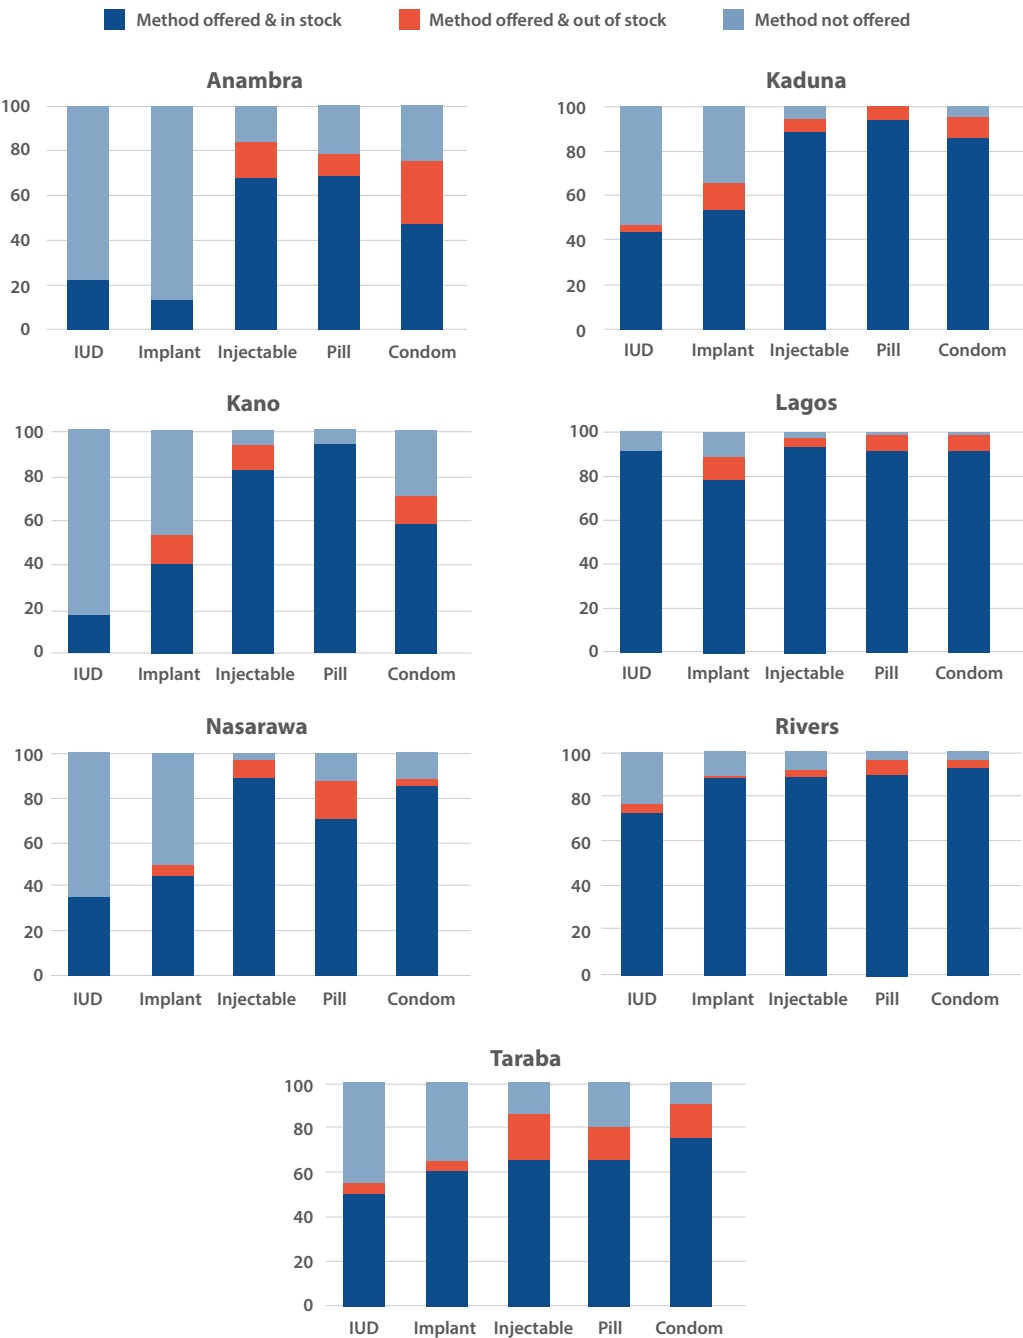 Method offered & in stock Method offered & out of stock Method not offered
Anambra
100
80
60
40
20
0
IUD Implant Injectable Pill Condom
Kaduna
100
80
60
40
20
0
IUD Implant Injectable Pill Condom
Kano
100
80
60
40
20
0
IUD Implant Injectable Pill Condom
Lagos
100
80
60
40
20
0
IUD Implant Injectable Pill Condom
Nasarawa
100
80
60
40
20
0
IUD Implant Injectable Pill Condom
Rivers
100
80
60
40
20
0
IUD Implant Injectable Pill Condom
Taraba
100
80
60
40
20
0
IUD Implant Injectable Pill Condom